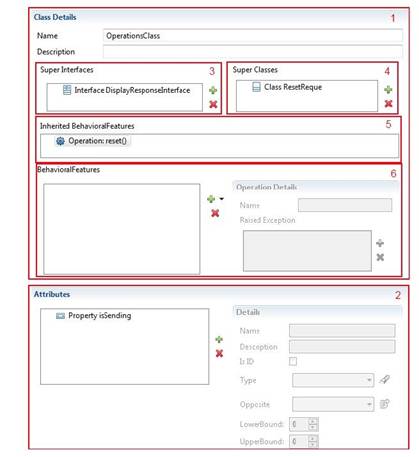 Class Details 1
Name OperationsClass
Description
Super Interfaces 3
Interface DisplayResponseInterface
Super Classes 4
Class ResetReque
Inherited BehavioralFeatures 5
Operation: reset()
BehavioralFeatures 6
Operation Details
Name
Raised Exception
Attributes 2
Property isSending
Details
Name
Description
Is ID
Type
Opposite
LowerBound: 0
UpperBound: 0